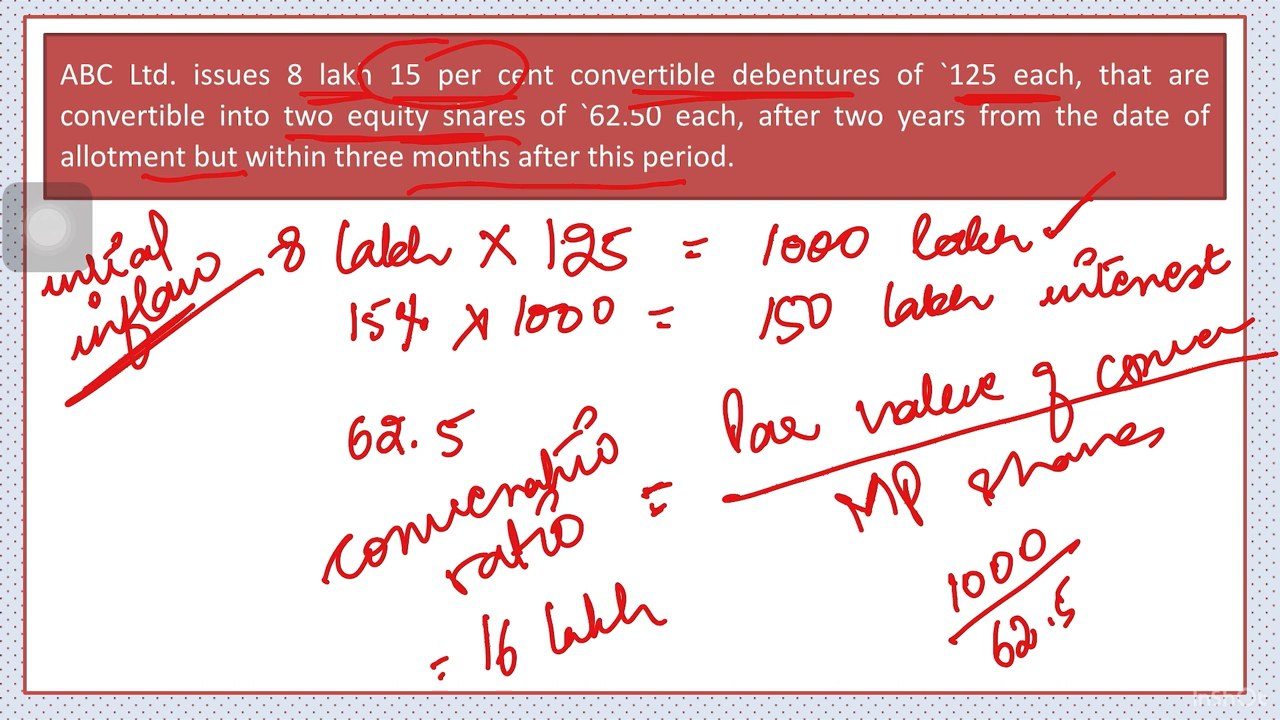 ABC Ltd. issues 8 lakh 15 per cent convertible debentures of `125 each, that are
convertible into two equity shares of `62.50 each, after two years from the date of
allotment but within three months after this period.
initial
inflow
8 lakh X 125 = 1000 lakh
15% X 1000 = 150 lakh interest
62.5
ratio =
Par value of conver
MP shares
= 16 lakh
1000
62.5
InShOt